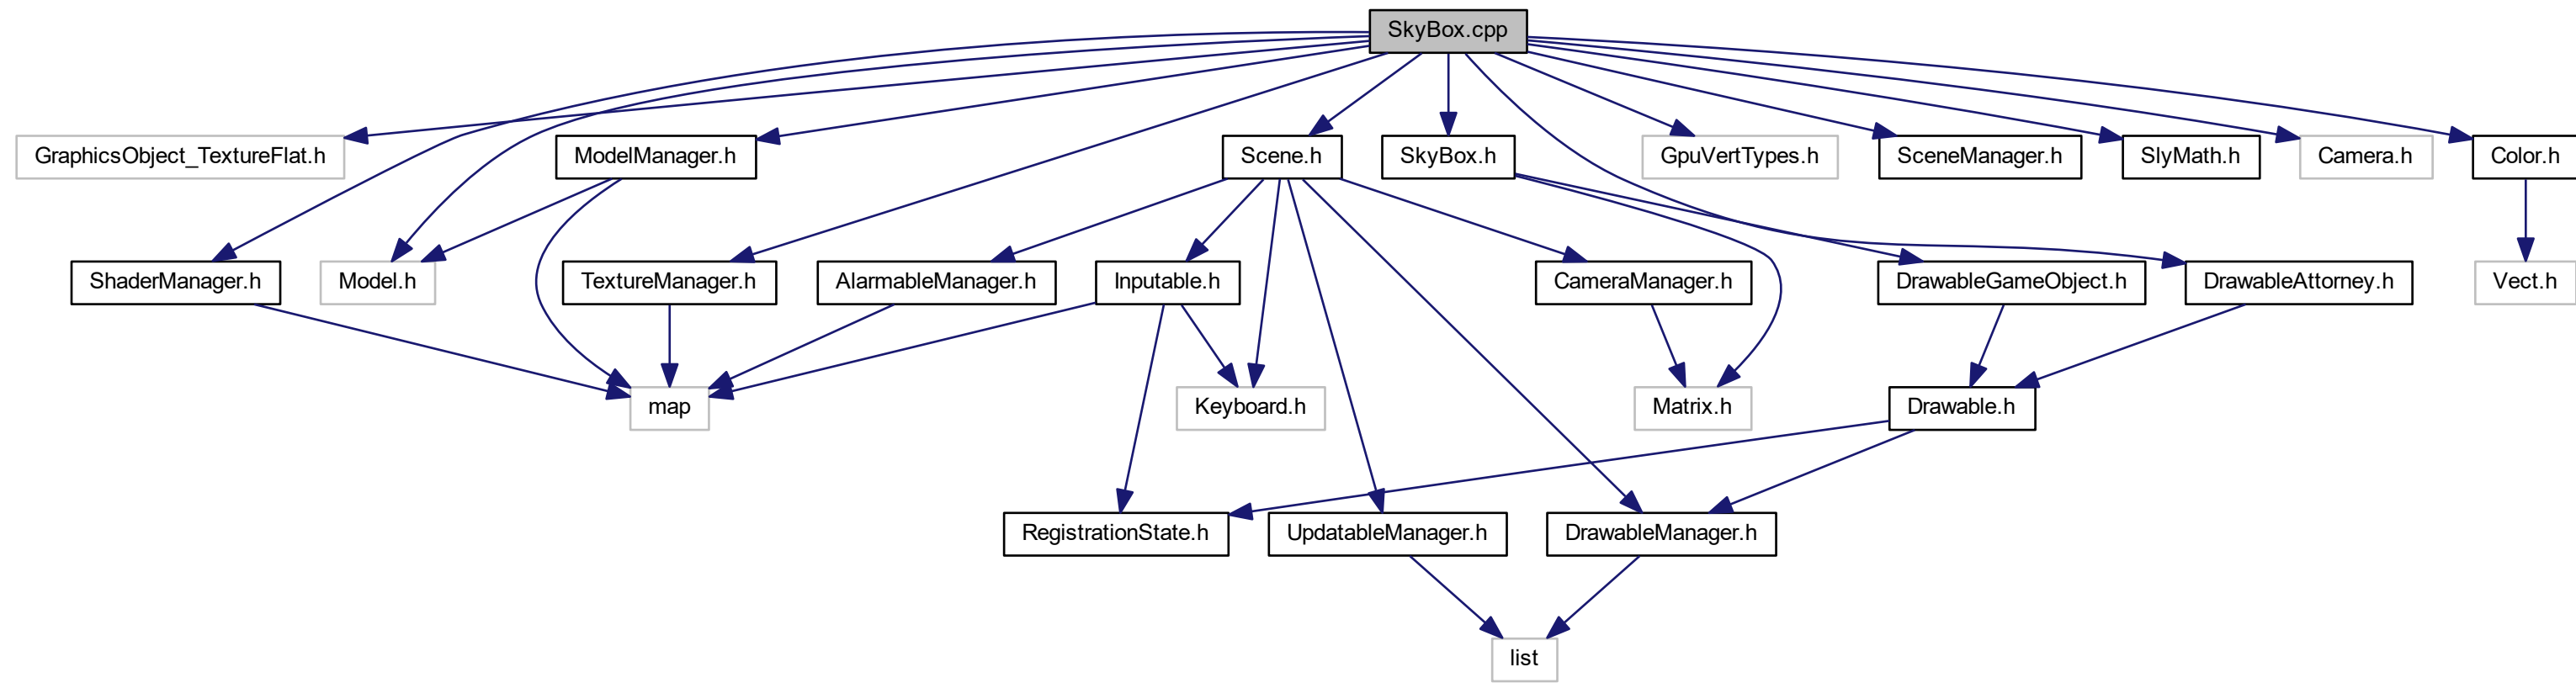 SkyBox.cpp
GraphicsObject_TextureFlat.h
ModelManager.h
Scene.h
SkyBox.h
GpuVertTypes.h
SceneManager.h
SlyMath.h
Camera.h
Color.h
ShaderManager.h
Model.h
TextureManager.h
AlarmableManager.h
Inputable.h
CameraManager.h
DrawableGameObject.h
DrawableAttorney.h
Vect.h
map
Keyboard.h
Matrix.h
Drawable.h
RegistrationState.h
UpdatableManager.h
DrawableManager.h
list